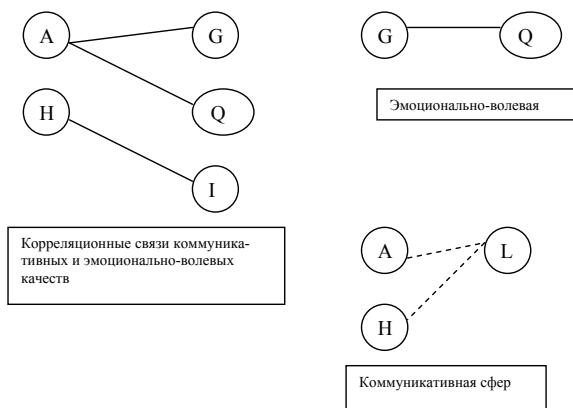 A
G
Q
H
I
Корреляционные связи коммуника-
тивных и эмоционально-волевых
качеств
G
Q
Эмоционально-волевая
A
L
H
Коммуникативная сфер